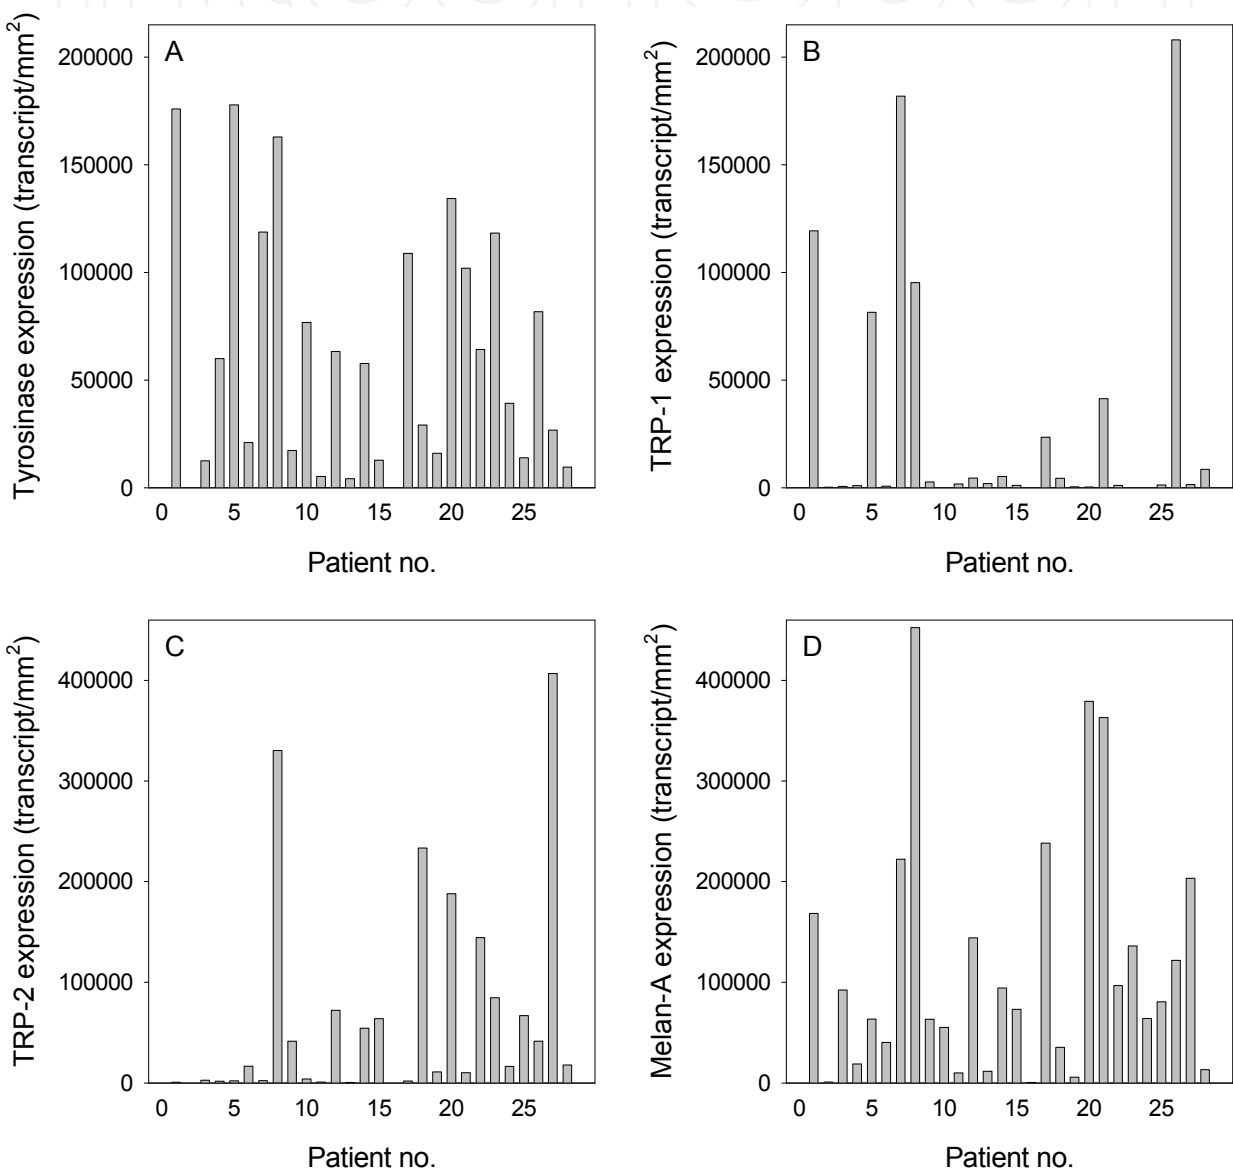 A
Tyrosinase expression (transcript/mm²)
200000
150000
100000
50000
0
0 5 10 15 20 25
Patient no.
B
TRP-1 expression (transcript/mm²)
200000
150000
100000
50000
0
0 5 10 15 20 25
Patient no.
C
TRP-2 expression (transcript/mm²)
400000
300000
200000
100000
0
0 5 10 15 20 25
Patient no.
D
Melan-A expression (transcript/mm²)
400000
300000
200000
100000
0
0 5 10 15 20 25
Patient no.